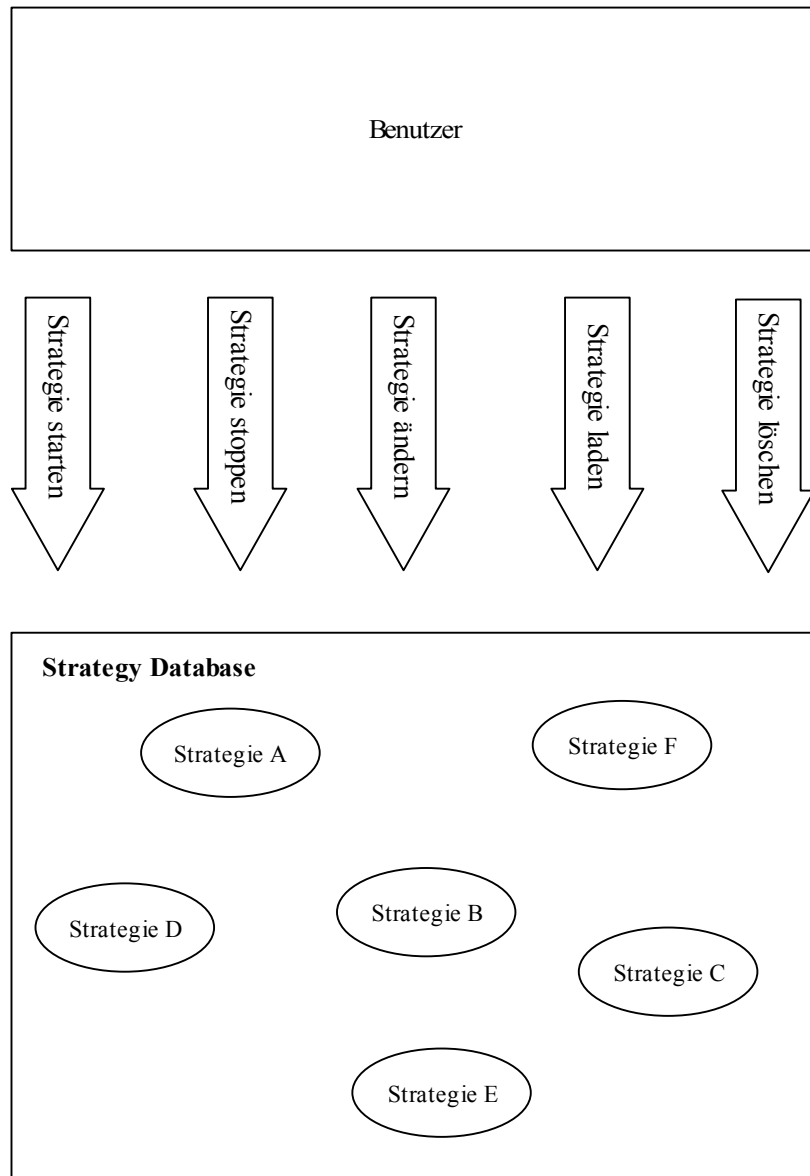 Benutzer
Strategie starten
Strategie stoppen
Strategie ändern
Strategie laden
Strategie löschen
Strategy Database
Strategie A
Strategie F
Strategie D
Strategie B
Strategie C
Strategie E